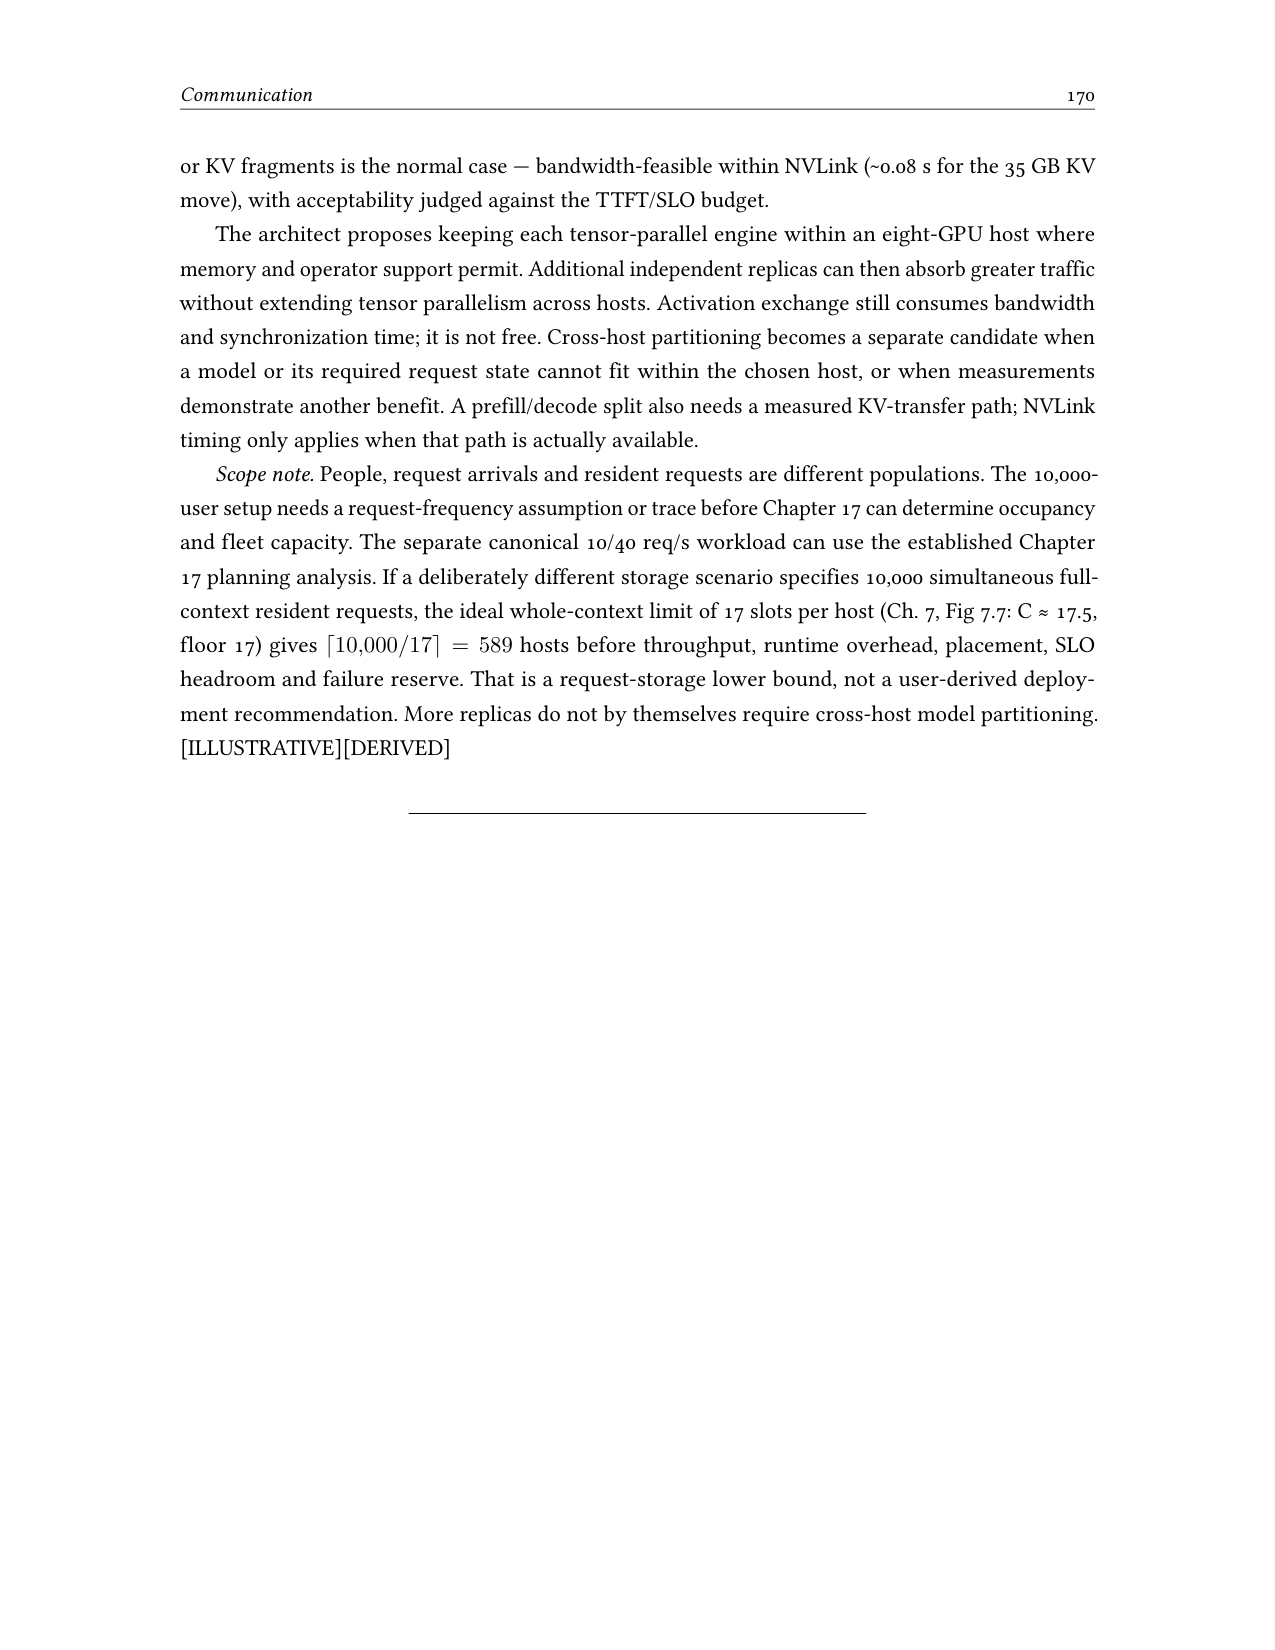 Communication 170
or KV fragments is the normal case — bandwidth-feasible within NVLink (~0.08 s for the 35 GB KV
move), with acceptability judged against the TTFT/SLO budget.
The architect proposes keeping each tensor-parallel engine within an eight-GPU host where
memory and operator support permit. Additional independent replicas can then absorb greater traffic
without extending tensor parallelism across hosts. Activation exchange still consumes bandwidth
and synchronization time; it is not free. Cross-host partitioning becomes a separate candidate when
a model or its required request state cannot fit within the chosen host, or when measurements
demonstrate another benefit. A prefill/decode split also needs a measured KV-transfer path; NVLink
timing only applies when that path is actually available.
Scope note. People, request arrivals and resident requests are different populations. The 10,000-
user setup needs a request-frequency assumption or trace before Chapter 17 can determine occupancy
and fleet capacity. The separate canonical 10/40 req/s workload can use the established Chapter
17 planning analysis. If a deliberately different storage scenario specifies 10,000 simultaneous full-
context resident requests, the ideal whole-context limit of 17 slots per host (Ch. 7, Fig 7.7: C ≈ 17.5,
floor 17) gives ⌈10,000/17⌉ = 589 hosts before throughput, runtime overhead, placement, SLO
headroom and failure reserve. That is a request-storage lower bound, not a user-derived deploy-
ment recommendation. More replicas do not by themselves require cross-host model partitioning.
[ILLUSTRATIVE][DERIVED]